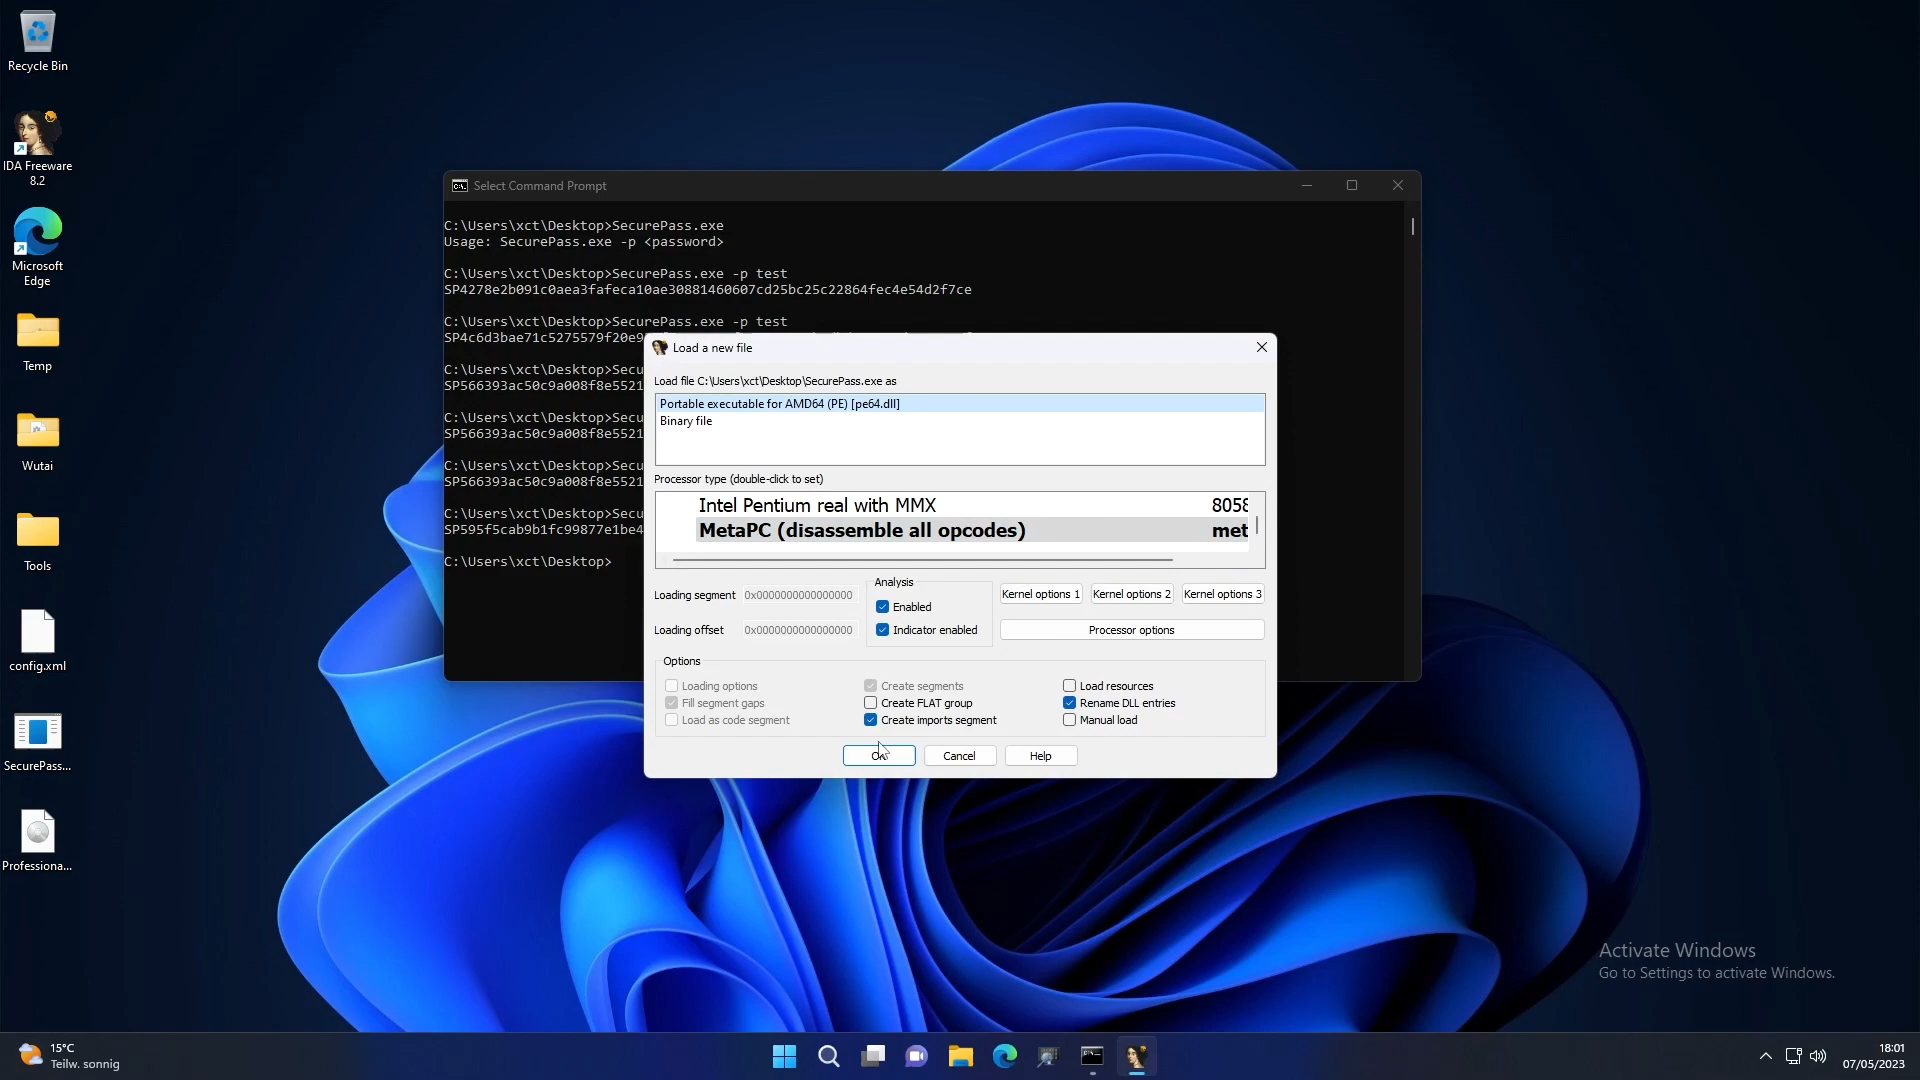 Recycle Bin
IDA Freeware
8.2
Microsoft
Edge
Temp
Wutai
Tools
config.xml
SecurePass...
Professiona...
Select Command Prompt
C:\Users\xct\Desktop>SecurePass.exe
Usage: SecurePass.exe -p <password>
C:\Users\xct\Desktop>SecurePass.exe -p test
SP4278e2b091c0aea3fafeca10ae30881460607cd25bc25c22864fec4e54d2f7ce
C:\Users\xct\Desktop>SecurePass.exe -p test
SP4c6d3bae71c5275579f20e9
C:\Users\xct\Desktop>Secu
SP566393ac50c9a008f8e5521
C:\Users\xct\Desktop>Secu
SP566393ac50c9a008f8e5521
C:\Users\xct\Desktop>Secu
SP566393ac50c9a008f8e5521
C:\Users\xct\Desktop>Secu
SP595f5cab9b1fc99877e1be4
C:\Users\xct\Desktop>
Load a new file
Load file C:\Users\xct\Desktop\SecurePass.exe as
Portable executable for AMD64 (PE) [pe64.dll]
Binary file
Processor type (double-click to set)
Intel Pentium real with MMX 8058
MetaPC (disassemble all opcodes) met
Loading segment 0x0000000000000000
Loading offset 0x0000000000000000
Analysis
Enabled
Indicator enabled
Kernel options 1 Kernel options 2 Kernel options 3
Processor options
Options
Loading options Create segments Load resources
Fill segment gaps Create FLAT group Rename DLL entries
Load as code segment Create imports segment Manual load
OK Cancel Help
Activate Windows
Go to Settings to activate Windows.
15°C
Teilw. sonnig
18:01
07/05/2023